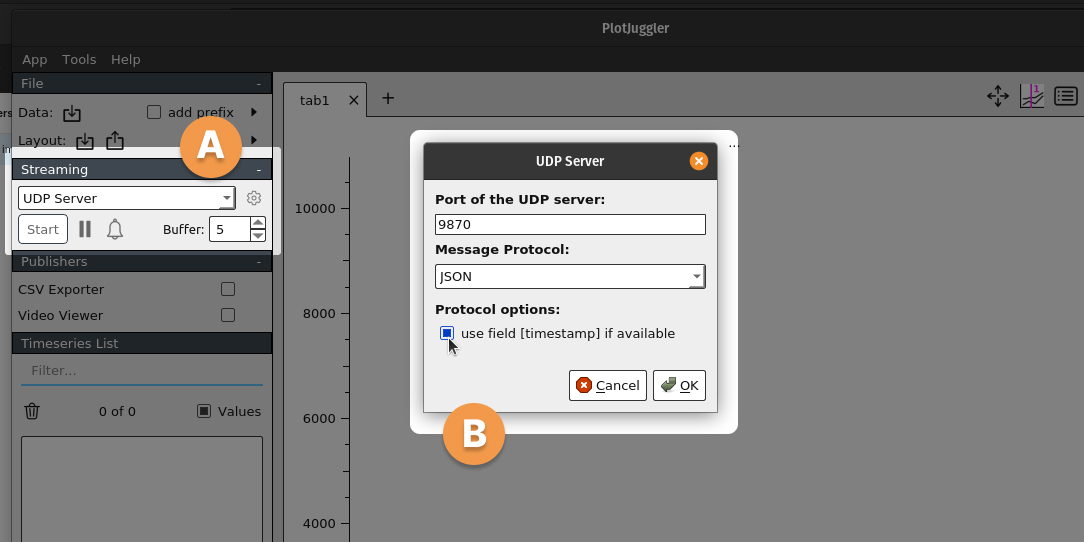 PlotJuggler
App Tools Help
File -
Data: add prefix
Layout:
A
Streaming -
UDP Server
Start Buffer: 5
Publishers -
CSV Exporter
Video Viewer
Timeseries List
Filter...
0 of 0 Values
tab1
1
...
10000
8000
6000
4000
UDP Server
Port of the UDP server:
9870
Message Protocol:
JSON
Protocol options:
use field [timestamp] if available
Cancel OK
B